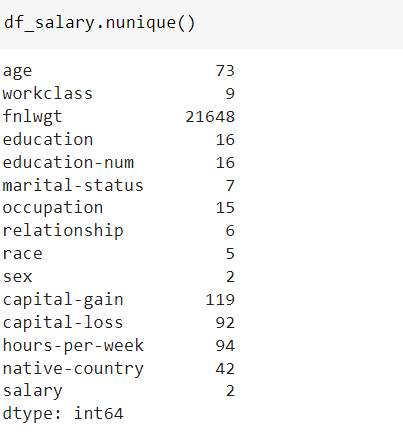 df_salary.nunique()
age 73
workclass 9
fnlwgt 21648
education 16
education-num 16
marital-status 7
occupation 15
relationship 6
race 5
sex 2
capital-gain 119
capital-loss 92
hours-per-week 94
native-country 42
salary 2
dtype: int64